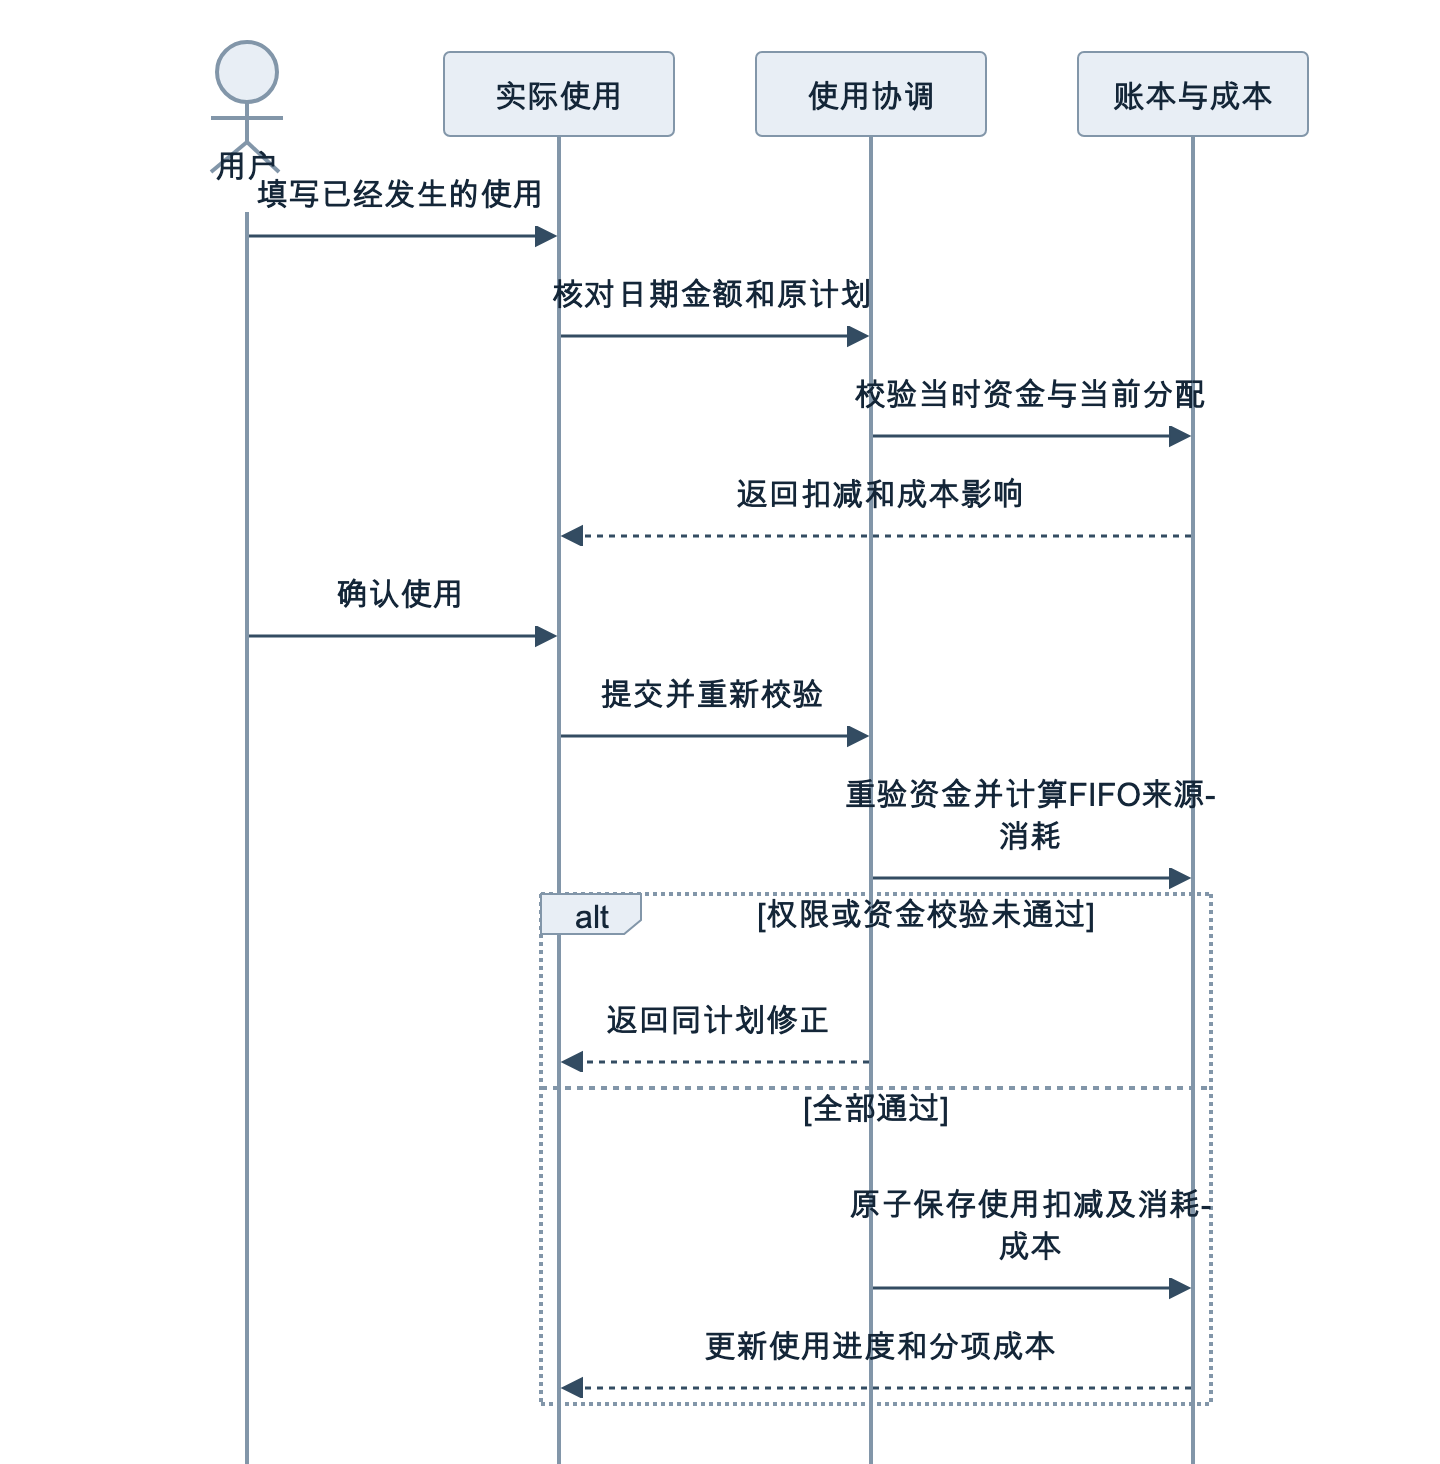 用户
实际使用
使用协调
账本与成本
填写已经发生的使用
核对日期金额和原计划
校验当时资金与当前分配
返回扣减和成本影响
确认使用
提交并重新校验
重验资金并计算FIFO来源-
消耗
alt
[权限或资金校验未通过]
返回同计划修正
[全部通过]
原子保存使用扣减及消耗-
成本
更新使用进度和分项成本